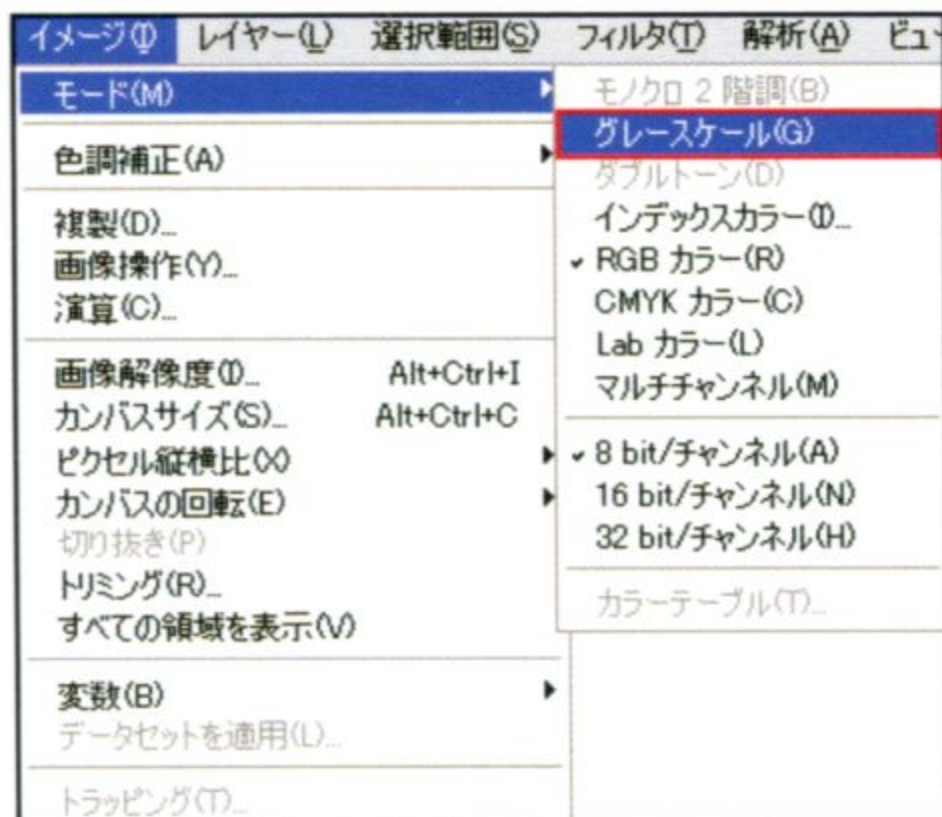 イメージ(I) レイヤー(L) 選択範囲(S) フィルタ(T) 解析(A) ビュー
モード(M)
色調補正(A)
複製(D)...
画像操作(Y)...
演算(C)...
画像解像度(I)... Alt+Ctrl+I
カンバスサイズ(S)... Alt+Ctrl+C
ピクセル縦横比(X)
カンバスの回転(E)
切り抜き(P)
トリミング(R)...
すべての領域を表示(V)
変数(B)
データセットを適用(L)...
トラッピング(T)...
モノクロ 2 階調(B)
グレースケール(G)
ダブルトーン(D)
インデックスカラー(I)...
✓ RGB カラー(R)
CMYK カラー(C)
Lab カラー(L)
マルチチャンネル(M)
✓ 8 bit/チャンネル(A)
16 bit/チャンネル(N)
32 bit/チャンネル(H)
カラーテーブル(T)...